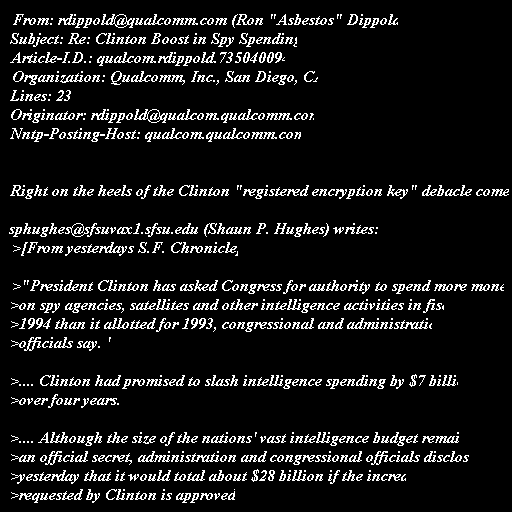 From: rdippold@qualcomm.com (Ron "Asbestos" Dippold
Subject: Re: Clinton Boost in Spy Spending
Article-I.D.: qualcom.rdippold.735040094
Organization: Qualcomm, Inc., San Diego, CA
Lines: 23
Originator: rdippold@qualcom.qualcomm.com
Nntp-Posting-Host: qualcom.qualcomm.com

Right on the heels of the Clinton "registered encryption key" debacle come

sphughes@sfsuvax1.sfsu.edu (Shaun P. Hughes) writes:
>[From yesterdays S.F. Chronicle]

>"President Clinton has asked Congress for authority to spend more mone
>on spy agencies, satellites and other intelligence activities in fisc
>1994 than it allotted for 1993, congressional and administratio
>officials say. '

>.... Clinton had promised to slash intelligence spending by $7 billi
>over four years.

>.... Although the size of the nations' vast intelligence budget remai
>an official secret, administration and congressional officials disclos
>yesterday that it would total about $28 billion if the increa
>requested by Clinton is approved